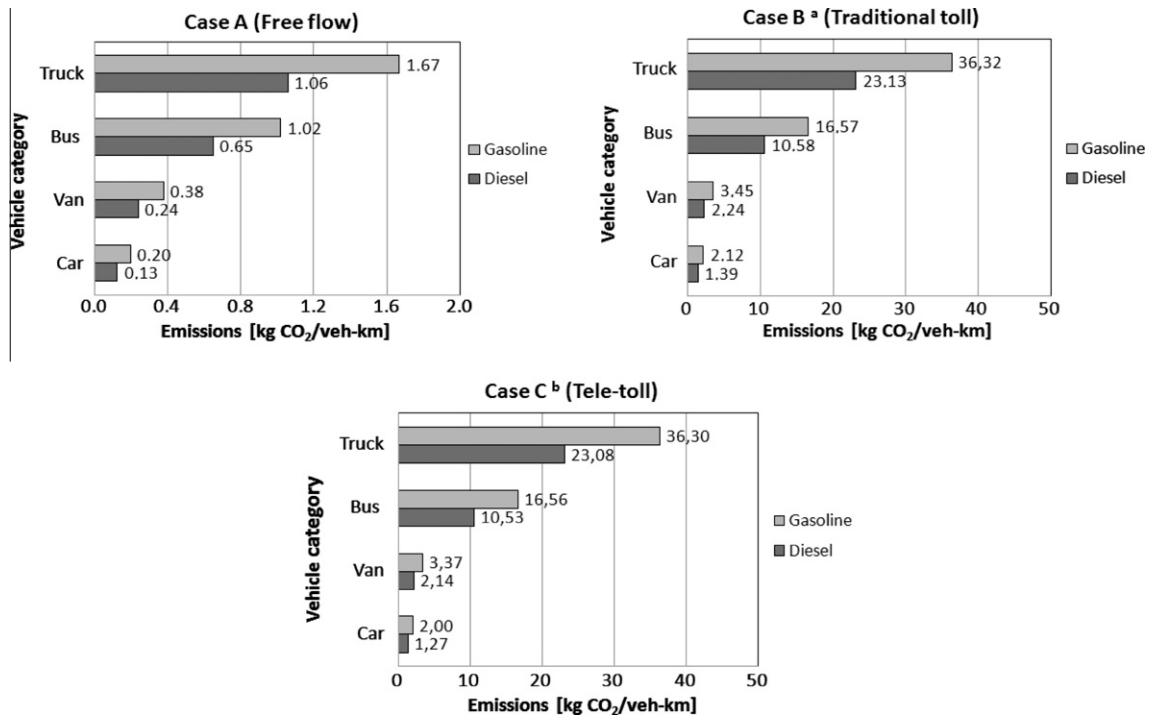 Case A (Free flow)
Vehicle category
Truck
1.67
1.06
Bus
1.02
0.65
Van
0.38
0.24
Car
0.20
0.13
0.0 0.4 0.8 1.2 1.6 2.0
Emissions [kg CO₂/veh-km]
Gasoline
Diesel
Case B ᵃ (Traditional toll)
Vehicle category
Truck
36,32
23,13
Bus
16,57
10.58
Van
3,45
2,24
Car
2.12
1.39
0 10 20 30 40 50
Emissions [kg CO₂/veh-km]
Gasoline
Diesel
Case C ᵇ (Tele-toll)
Vehicle category
Truck
36,30
23,08
Bus
16,56
10,53
Van
3,37
2,14
Car
2,00
1,27
0 10 20 30 40 50
Emissions [kg CO₂/veh-km]
Gasoline
Diesel